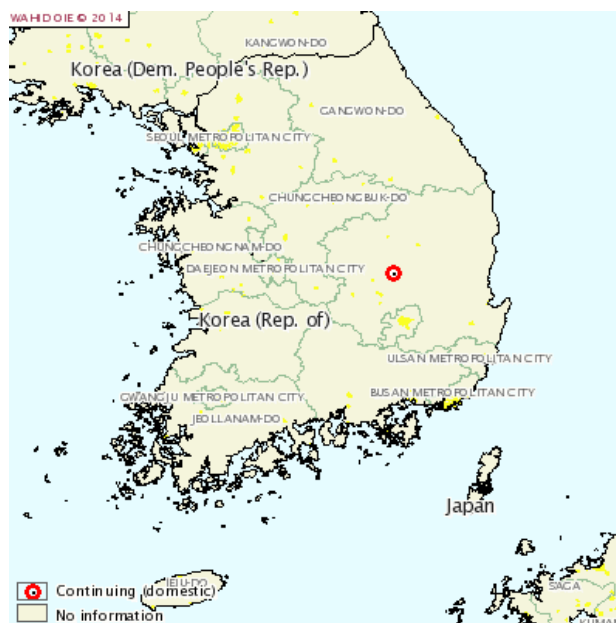 WAHID OIE © 2014
KANGWON-DO
Korea (Dem. People's Rep.)
GANGWON-DO
SEOUL METROPOLITAN CITY
CHUNGCHEONGBUK-DO
CHUNGCHEONGNAM-DO
DAEJEON METROPOLITAN CITY
Korea (Rep. of)
ULSAN METROPOLITAN CITY
GWANGJU METROPOLITAN CITY
BUSAN METROPOLITAN CITY
JEOLLANAM-DO
Japan
JEJU-DO
SAGA
Continuing (domestic)
No information